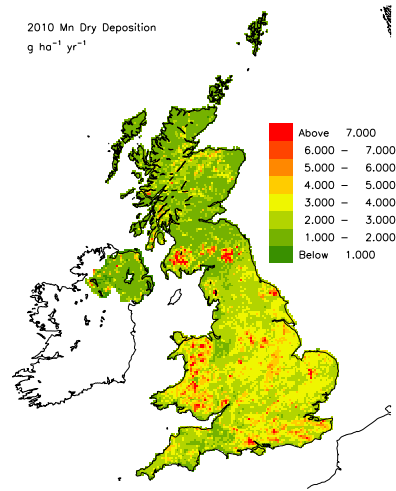 2010 Mn Dry Deposition
g ha⁻¹ yr⁻¹
Above 7.000
6.000 – 7.000
5.000 – 6.000
4.000 – 5.000
3.000 – 4.000
2.000 – 3.000
1.000 – 2.000
Below 1.000